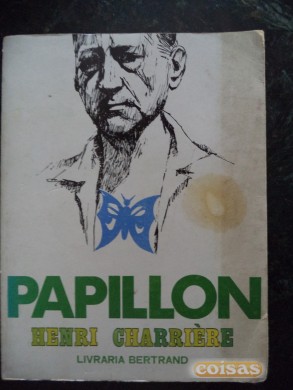 PAPILLON
HENRI CHARRIÈRE
LIVRARIA BERTRAND
coisas